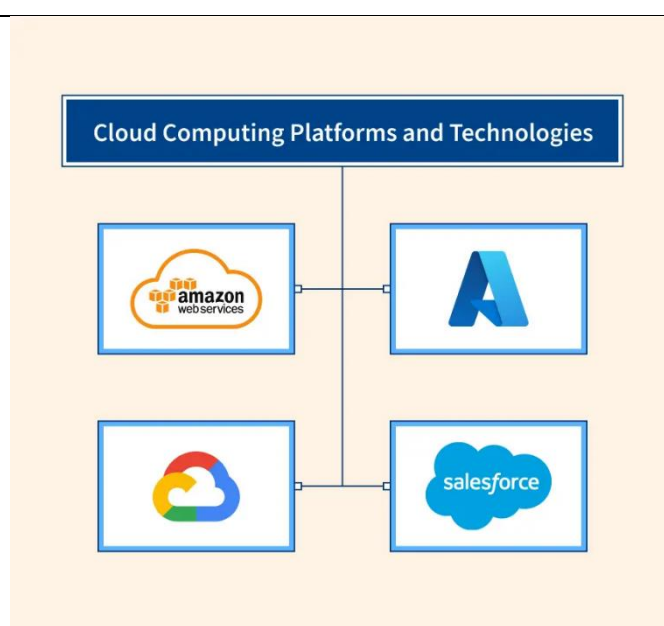 Cloud Computing Platforms and Technologies
amazon
webservices
salesforce